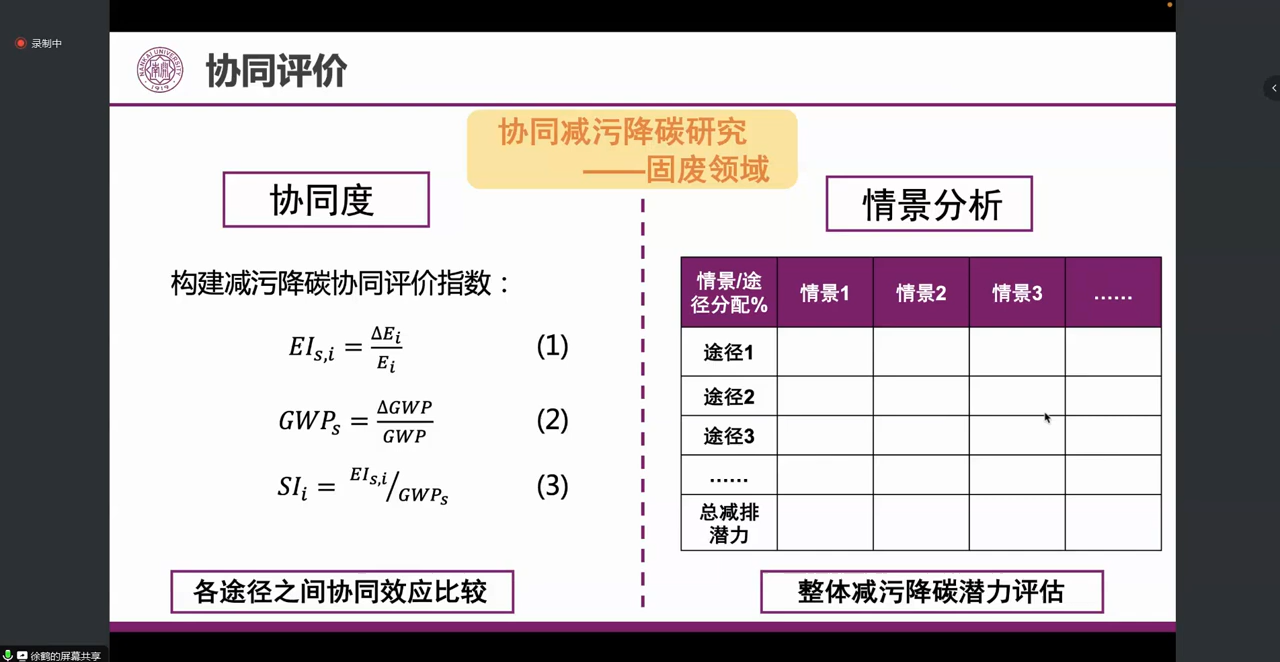 录制中
NANKAI UNIVERSITY
南开
1919
协同评价
协同减污降碳研究
——固废领域
协同度
构建减污降碳协同评价指数：
EI_{s,i} = ΔE_i / E_i (1)
GWP_s = ΔGWP / GWP (2)
SI_i = EI_{s,i} / GWP_s (3)
各途径之间协同效应比较
情景分析
情景/途 情景1 情景2 情景3 ……
径分配%
途径1
途径2
途径3
……
总减排
潜力
整体减污降碳潜力评估
徐鹤的屏幕共享